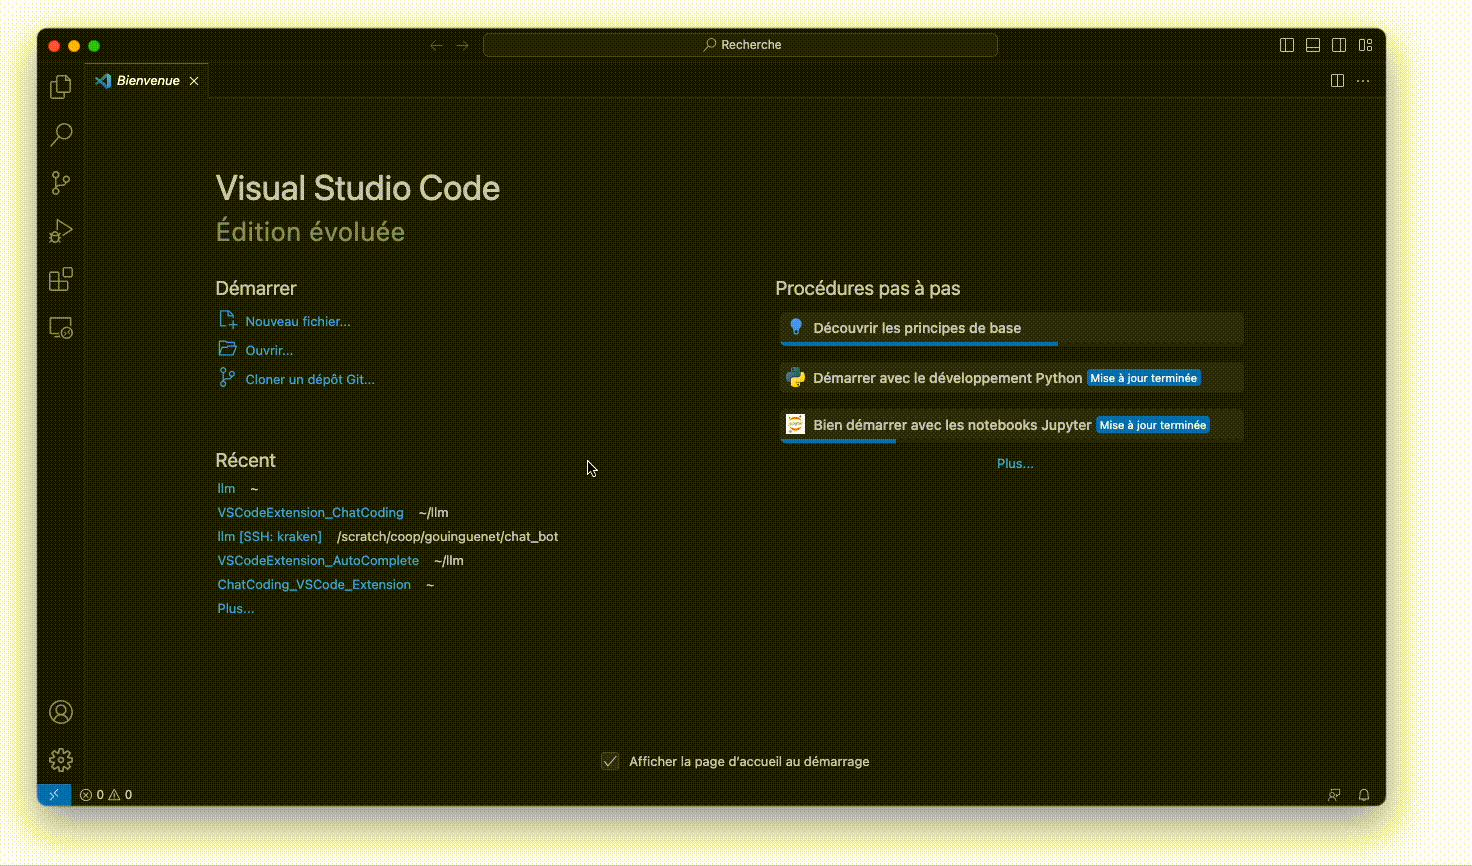 Recherche
Bienvenue
Visual Studio Code
Édition évoluée
Démarrer
Nouveau fichier...
Ouvrir...
Cloner un dépôt Git...
Récent
llm ~
VSCodeExtension_ChatCoding ~/llm
llm [SSH: kraken] /scratch/coop/gouinguenet/chat_bot
VSCodeExtension_AutoComplete ~/llm
ChatCoding_VSCode_Extension ~
Plus...
Procédures pas à pas
Découvrir les principes de base
Démarrer avec le développement Python Mise à jour terminée
Bien démarrer avec les notebooks Jupyter Mise à jour terminée
Plus...
Afficher la page d'accueil au démarrage
0 0